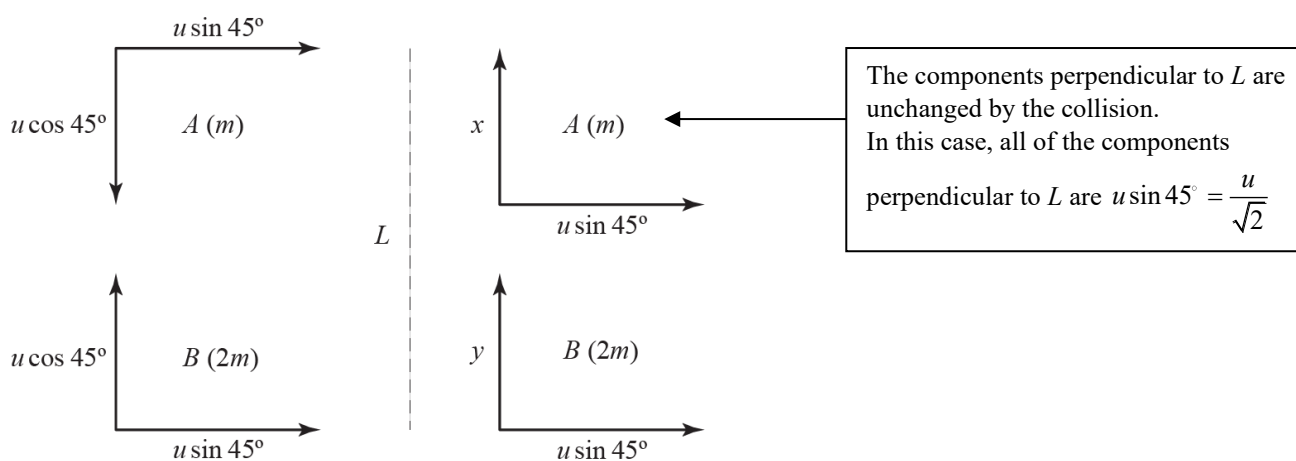 u sin 45º
u cos 45º
A (m)
x
A (m)
u sin 45º
L
u cos 45º
B (2m)
u sin 45º
y
B (2m)
u sin 45º
The components perpendicular to L are
unchanged by the collision.
In this case, all of the components
perpendicular to L are u sin 45° = u/√2